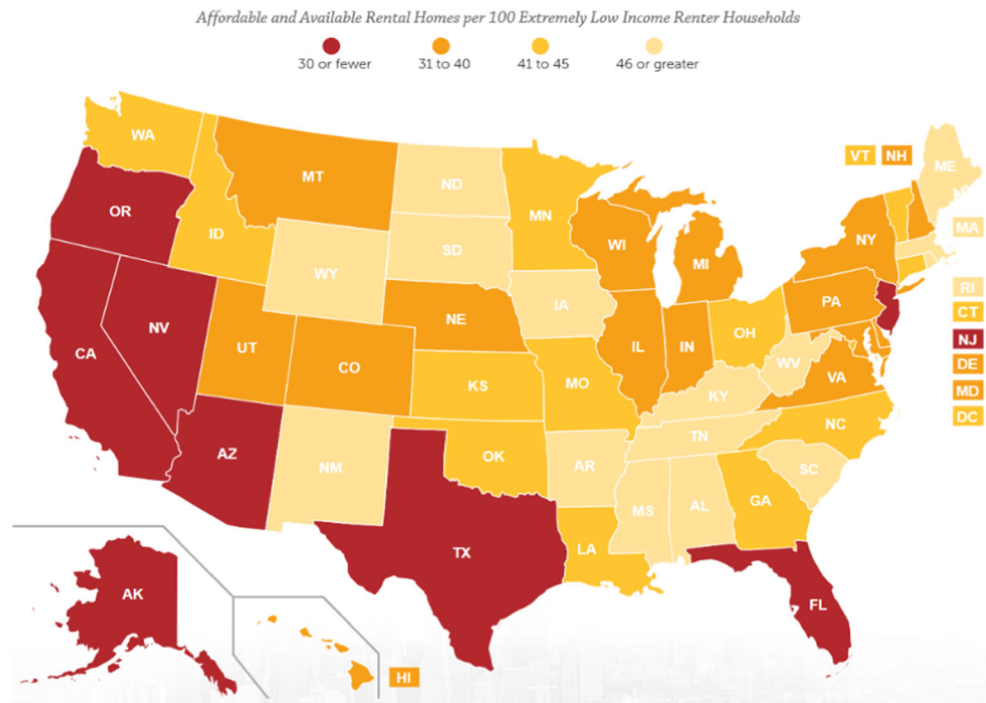 Affordable and Available Rental Homes per 100 Extremely Low Income Renter Households
30 or fewer
31 to 40
41 to 45
46 or greater
WA
MT
ND
MN
VT
NH
ME
OR
ID
SD
WI
MI
NY
MA
WY
IA
RI
NV
NE
PA
CT
CA
UT
CO
IL
IN
OH
NJ
WV
DE
KS
MO
KY
VA
MD
DC
AZ
NM
OK
AR
TN
NC
SC
MS
AL
GA
TX
LA
AK
FL
HI